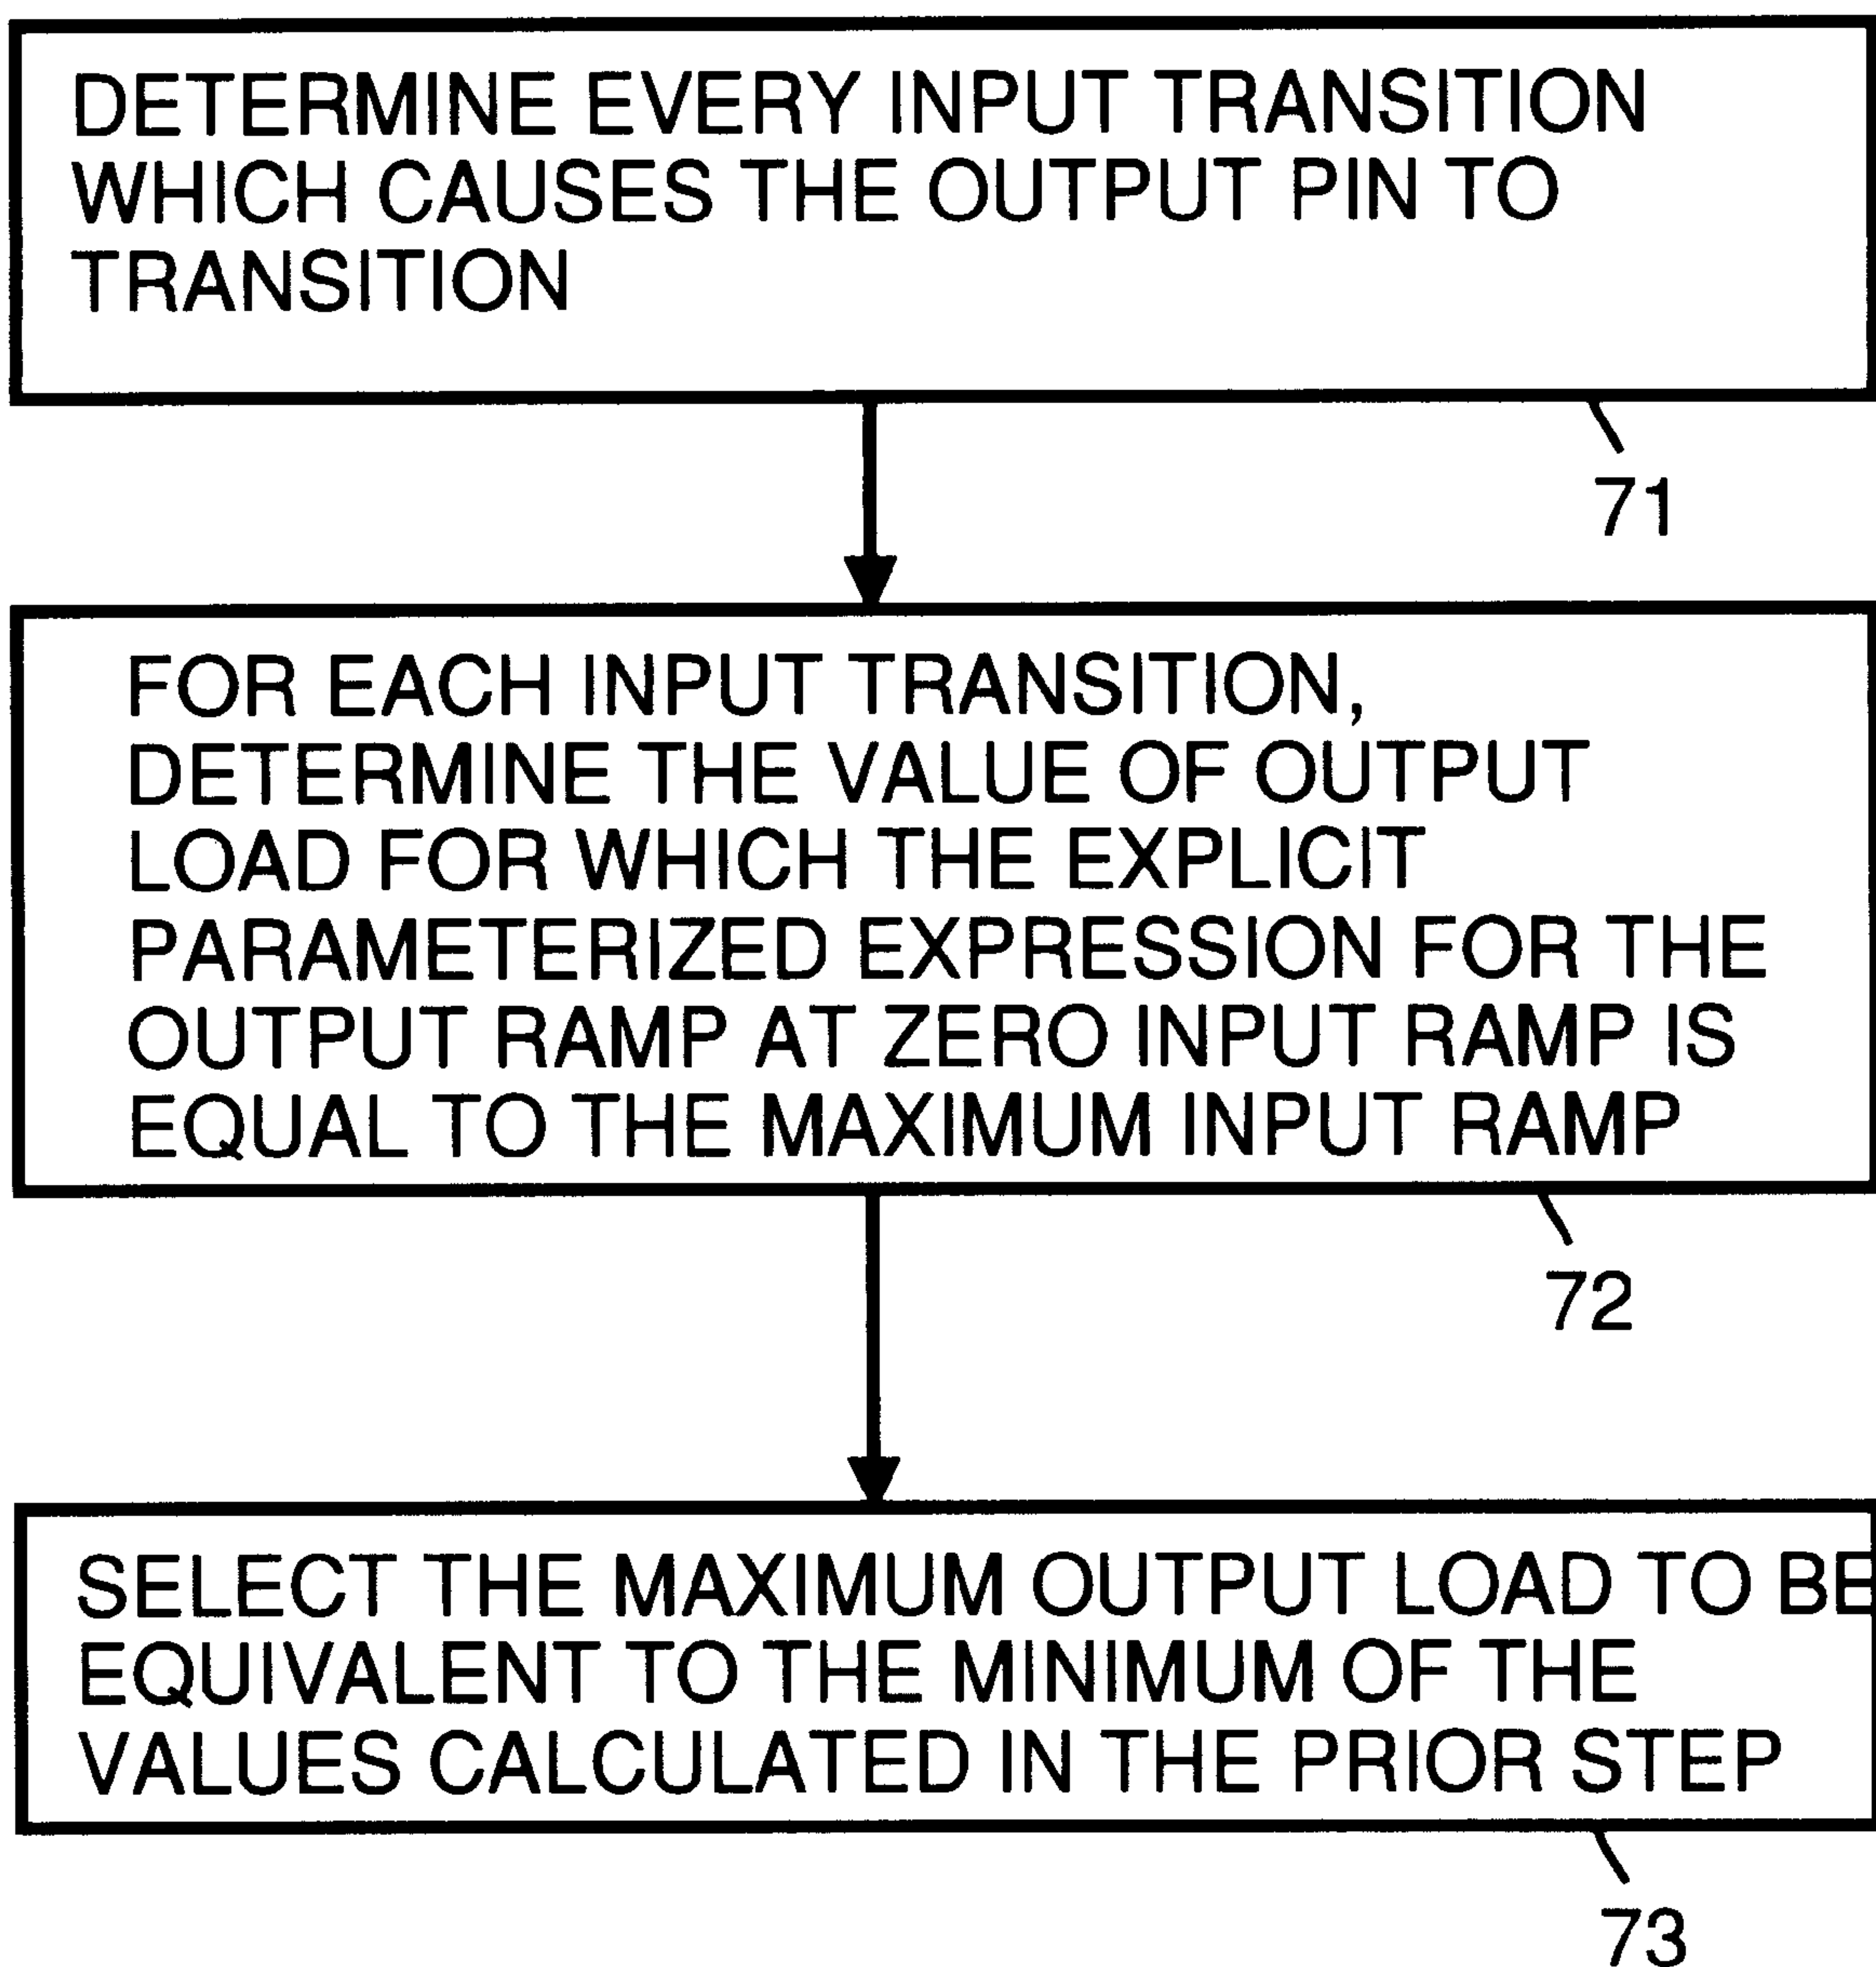 DETERMINE EVERY INPUT TRANSITION
WHICH CAUSES THE OUTPUT PIN TO
TRANSITION
71
FOR EACH INPUT TRANSITION,
DETERMINE THE VALUE OF OUTPUT
LOAD FOR WHICH THE EXPLICIT
PARAMETERIZED EXPRESSION FOR THE
OUTPUT RAMP AT ZERO INPUT RAMP IS
EQUAL TO THE MAXIMUM INPUT RAMP
72
SELECT THE MAXIMUM OUTPUT LOAD TO BE
EQUIVALENT TO THE MINIMUM OF THE
VALUES CALCULATED IN THE PRIOR STEP
73